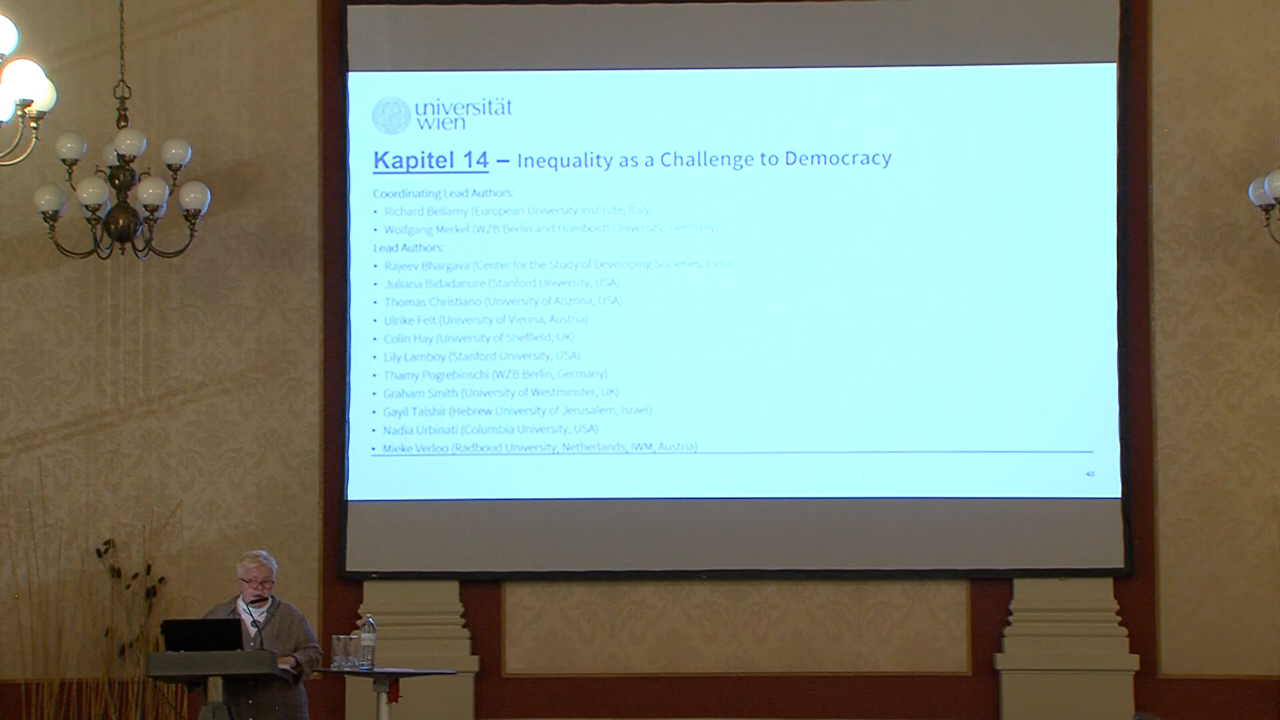 universität
wien
Kapitel 14 – Inequality as a Challenge to Democracy
Coordinating Lead Authors:
• Richard Bellamy (European University Institute, Italy)
• Wolfgang Merkel (WZB Berlin and Humboldt University, Germany)
Lead Authors:
• Rajeev Bhargava (Center for the Study of Developing Societies, India)
• Juliana Bidadanure (Stanford University, USA)
• Thomas Christiano (University of Arizona, USA)
• Ulrike Felt (University of Vienna, Austria)
• Colin Hay (University of Sheffield, UK)
• Lily Lamboy (Stanford University, USA)
• Thamy Pogrebinschi (WZB Berlin, Germany)
• Graham Smith (University of Westminster, UK)
• Gayil Talshir (Hebrew University of Jerusalem, Israel)
• Nadia Urbinati (Columbia University, USA)
• Mieke Verloo (Radboud University, Netherlands; IWM, Austria)